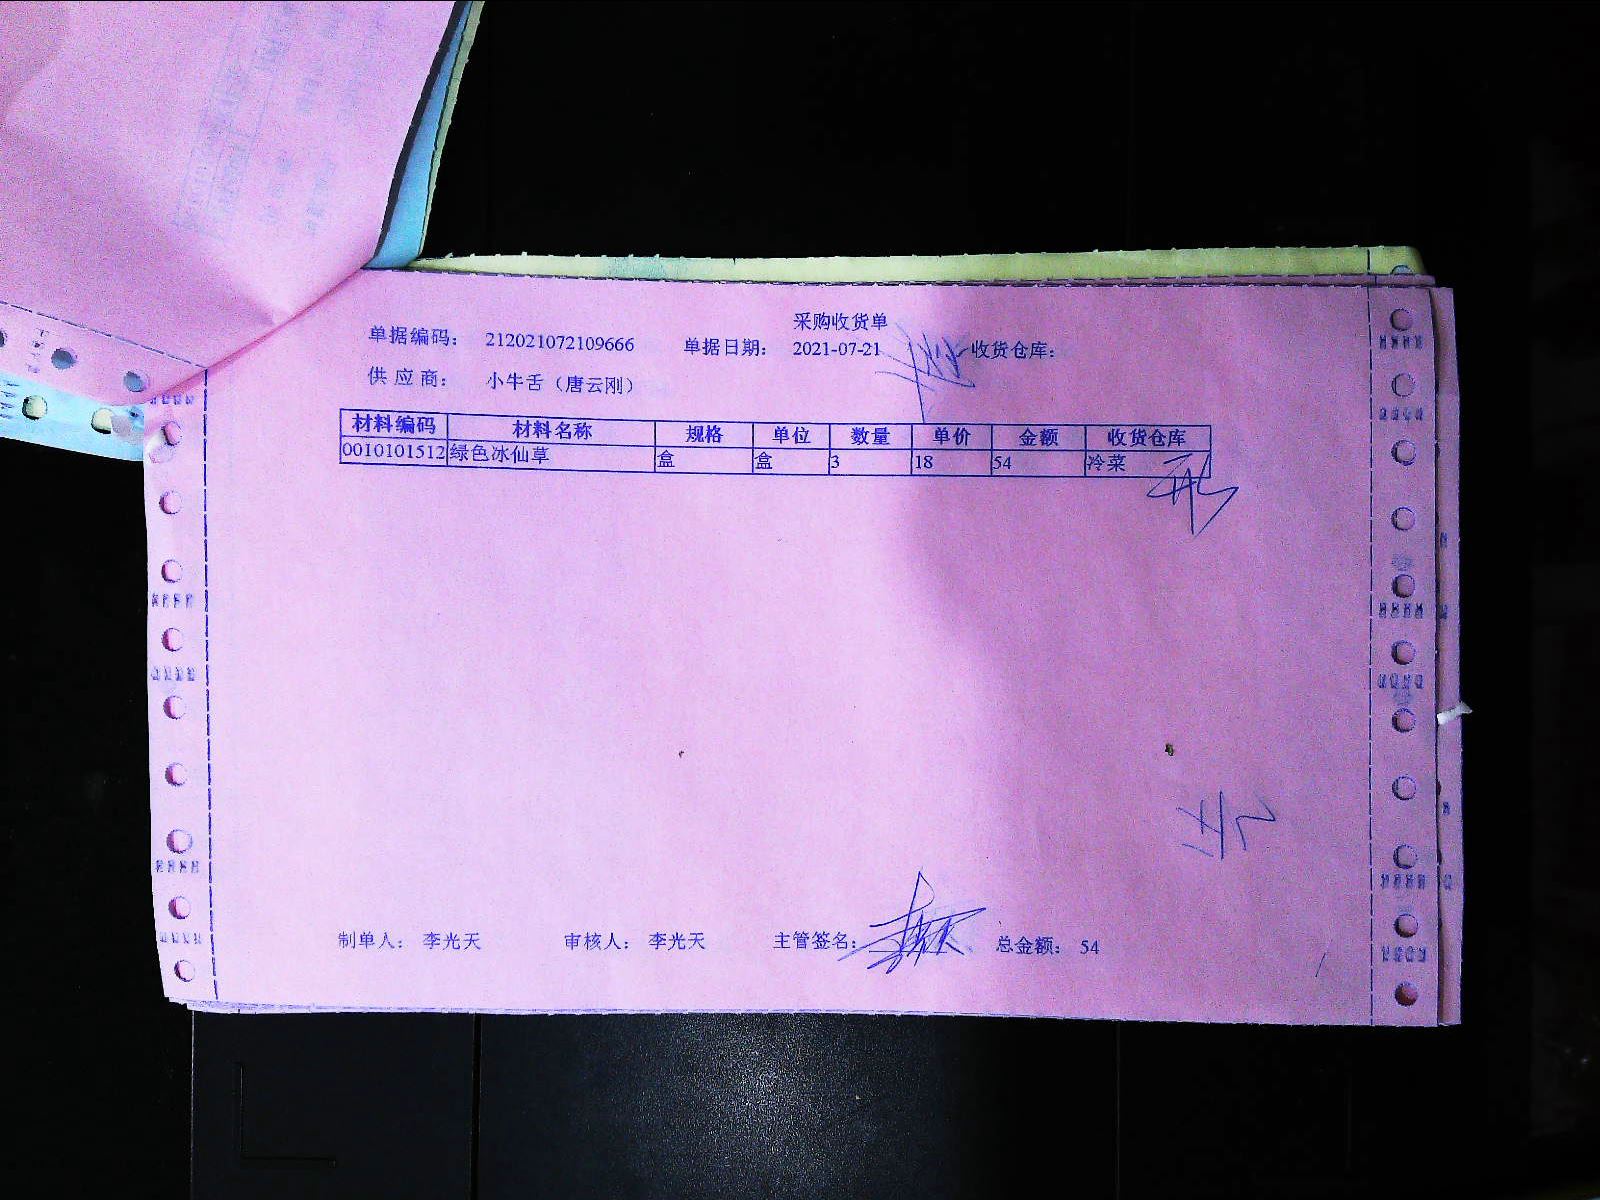 采购收货单
单据编码： 212021072109666 单据日期： 2021-07-21 收货仓库：
供 应 商： 小牛舌（唐云刚）
材料编码 材料名称 规格 单位 数量 单价 金额 收货仓库
0010101512 绿色冰仙草 盒 盒 3 18 54 冷菜
制单人： 李光天 审核人： 李光天 主管签名： 总金额： 54